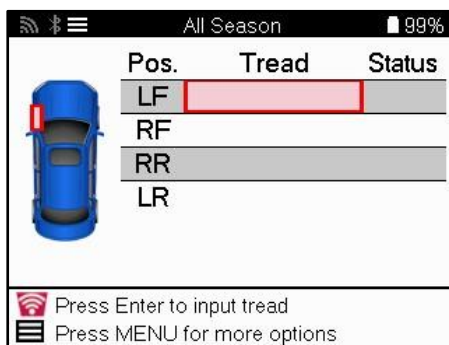 All Season 99%
Pos. Tread Status
LF
RF
RR
LR
Press Enter to input tread
Press MENU for more options